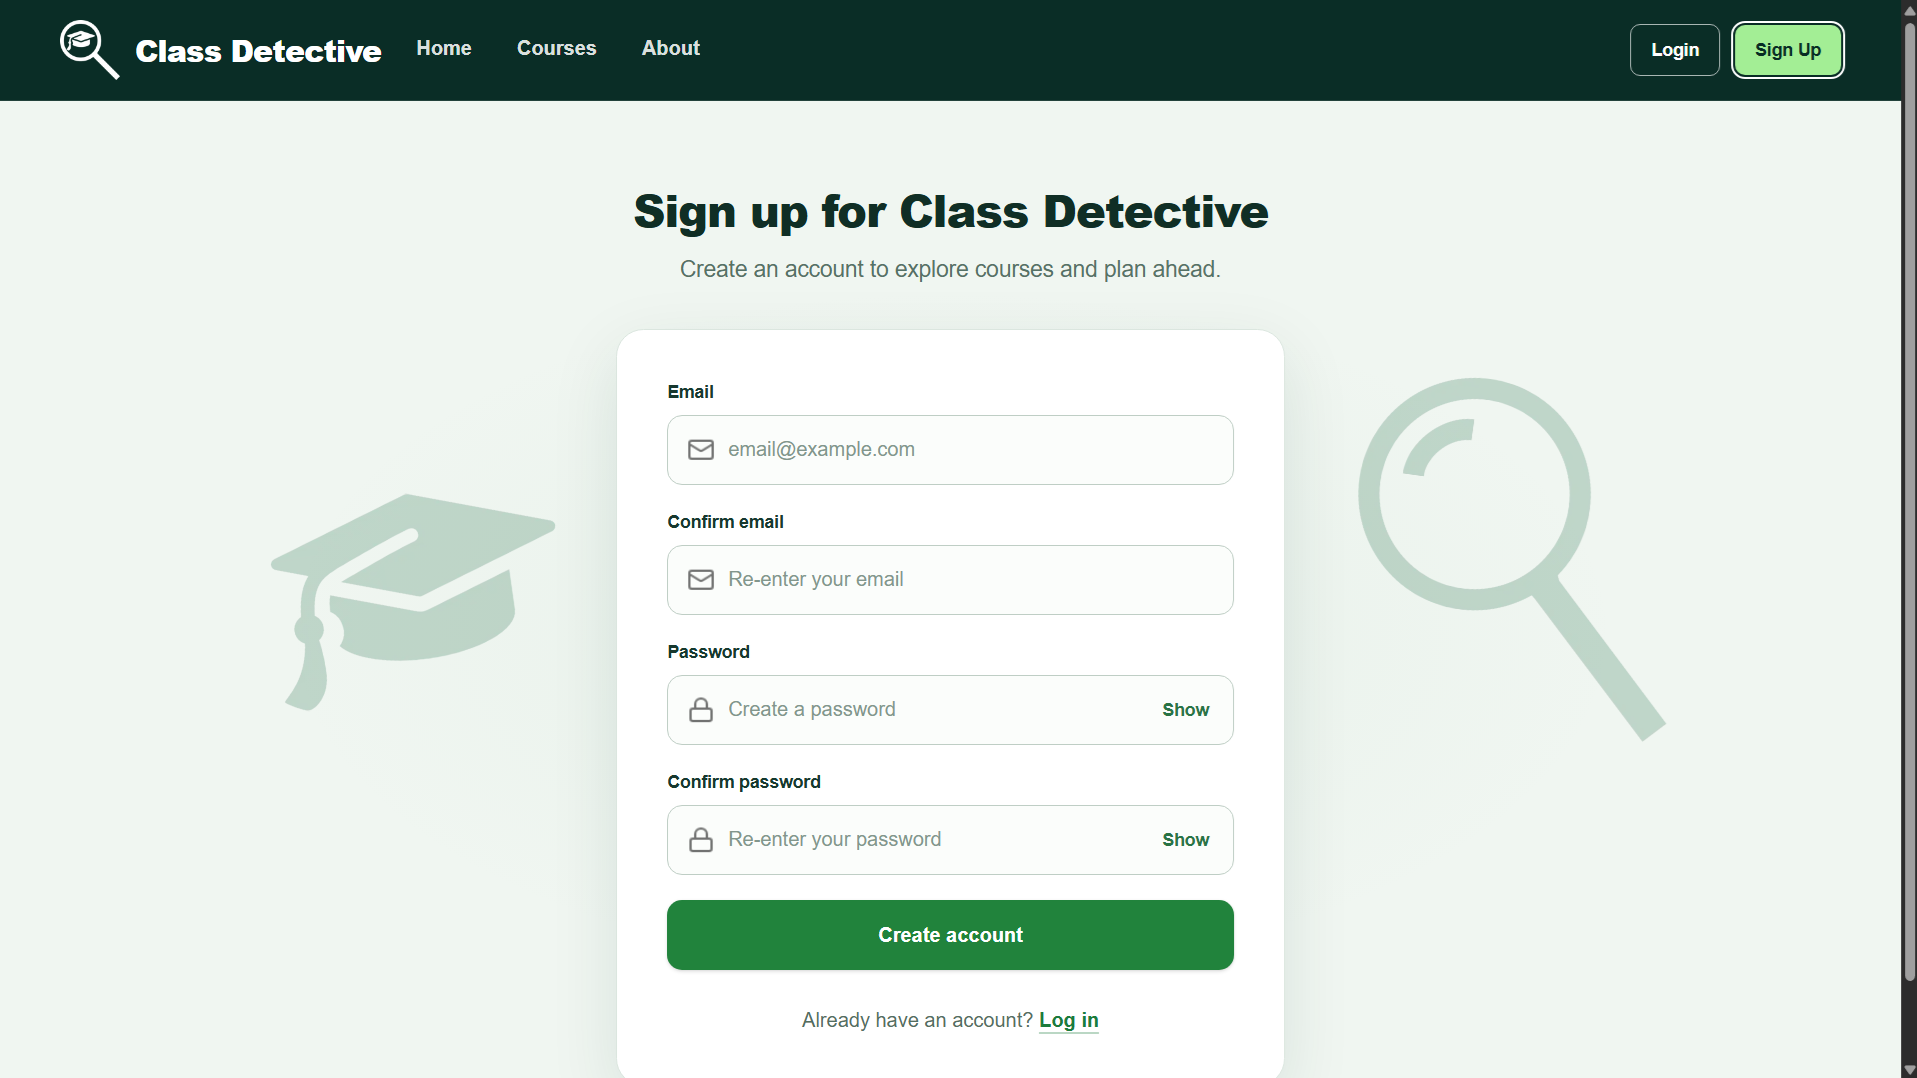 Class Detective
Home
Courses
About
Login
Sign Up
Sign up for Class Detective
Create an account to explore courses and plan ahead.
Email
email@example.com
Confirm email
Re-enter your email
Password
Create a password
Show
Confirm password
Re-enter your password
Show
Create account
Already have an account? Log in